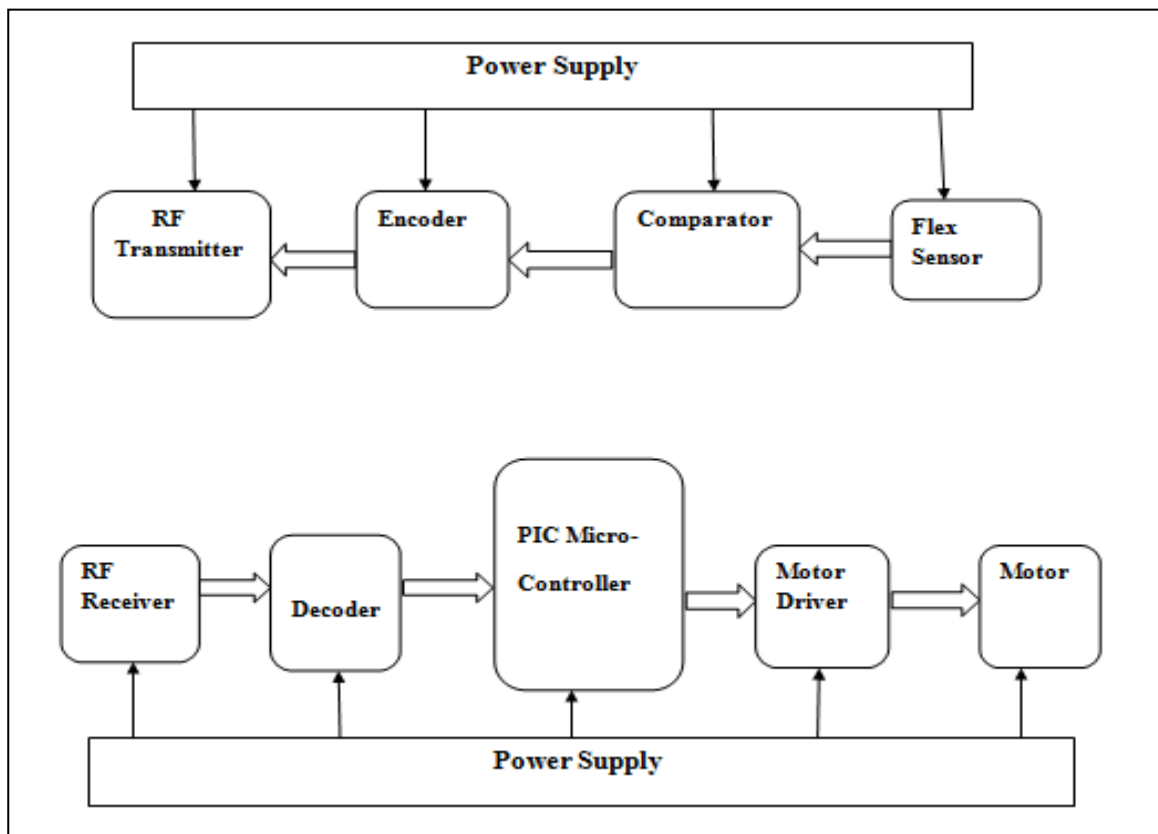 Power Supply
RF
Transmitter
Encoder
Comparator
Flex
Sensor
RF
Receiver
Decoder
PIC Micro-
Controller
Motor
Driver
Motor
Power Supply